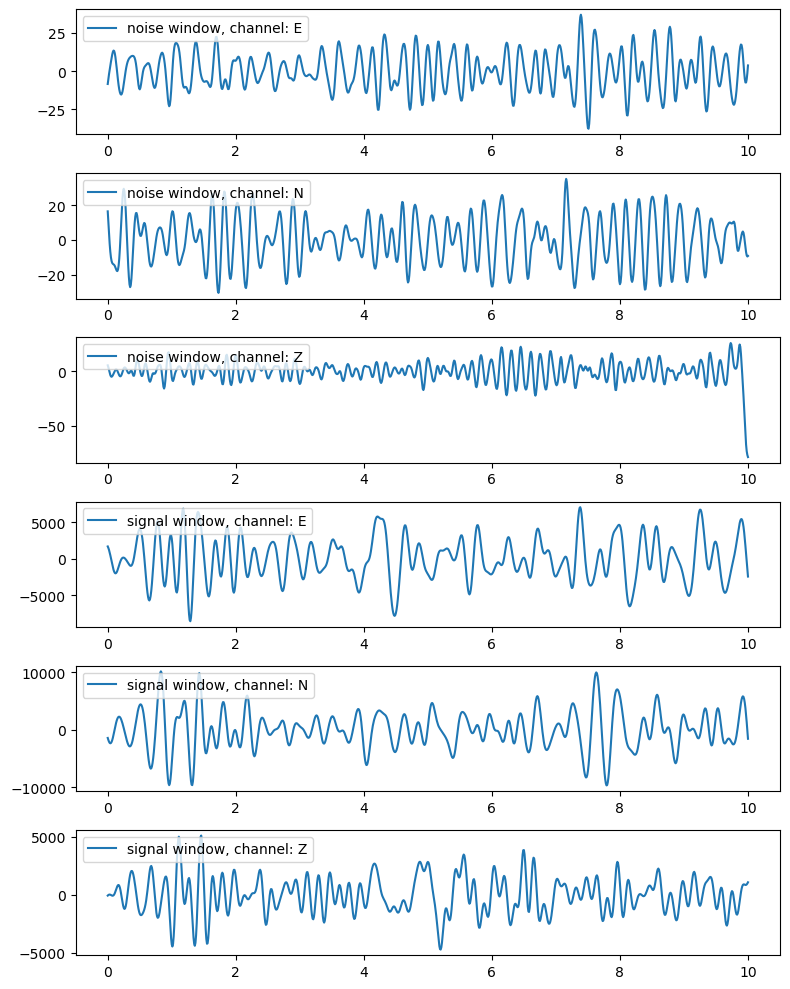 noise window, channel: E
25
0
−25
0 2 4 6 8 10
noise window, channel: N
20
0
−20
0 2 4 6 8 10
noise window, channel: Z
0
−50
0 2 4 6 8 10
signal window, channel: E
5000
0
−5000
0 2 4 6 8 10
signal window, channel: N
10000
0
−10000
0 2 4 6 8 10
signal window, channel: Z
5000
0
−5000
0 2 4 6 8 10